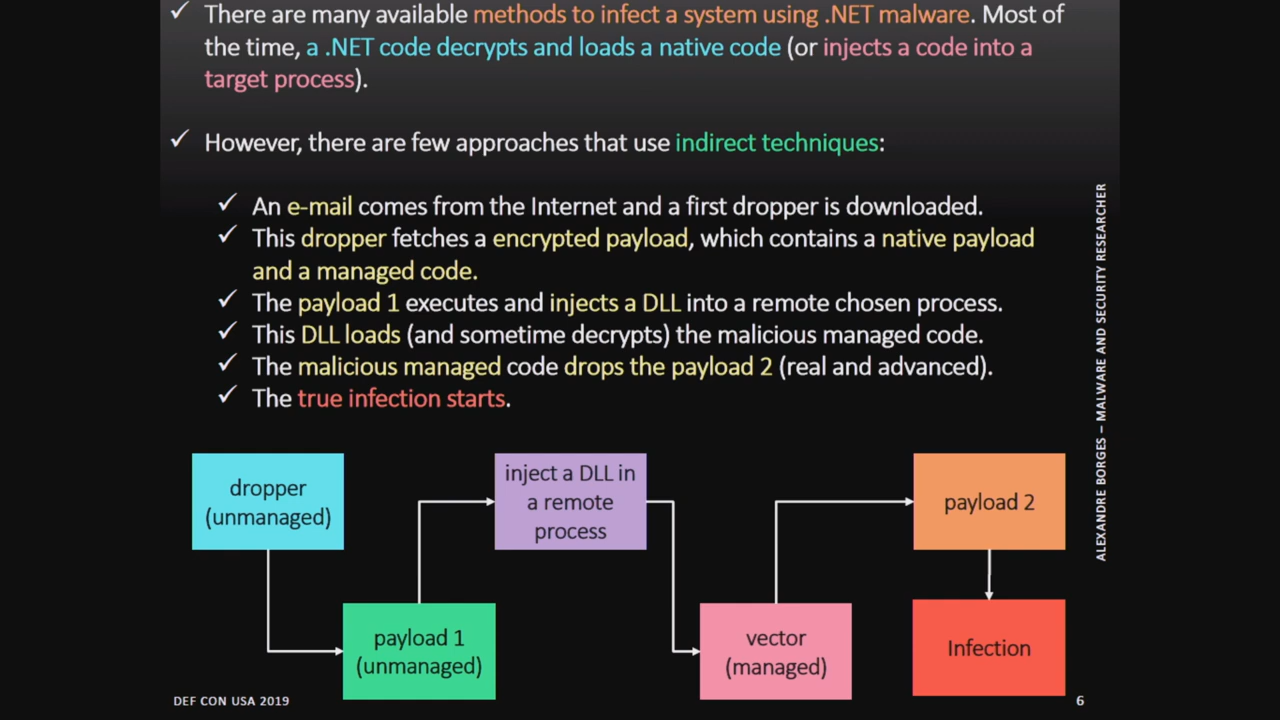 ✓ There are many available methods to infect a system using .NET malware. Most of
the time, a .NET code decrypts and loads a native code (or injects a code into a
target process).
✓ However, there are few approaches that use indirect techniques:
✓ An e-mail comes from the Internet and a first dropper is downloaded.
✓ This dropper fetches a encrypted payload, which contains a native payload
and a managed code.
✓ The payload 1 executes and injects a DLL into a remote chosen process.
✓ This DLL loads (and sometime decrypts) the malicious managed code.
✓ The malicious managed code drops the payload 2 (real and advanced).
✓ The true infection starts.
dropper
(unmanaged)
payload 1
(unmanaged)
inject a DLL in
a remote
process
vector
(managed)
payload 2
Infection
ALEXANDRE BORGES – MALWARE AND SECURITY RESEARCHER
DEF CON USA 2019
6